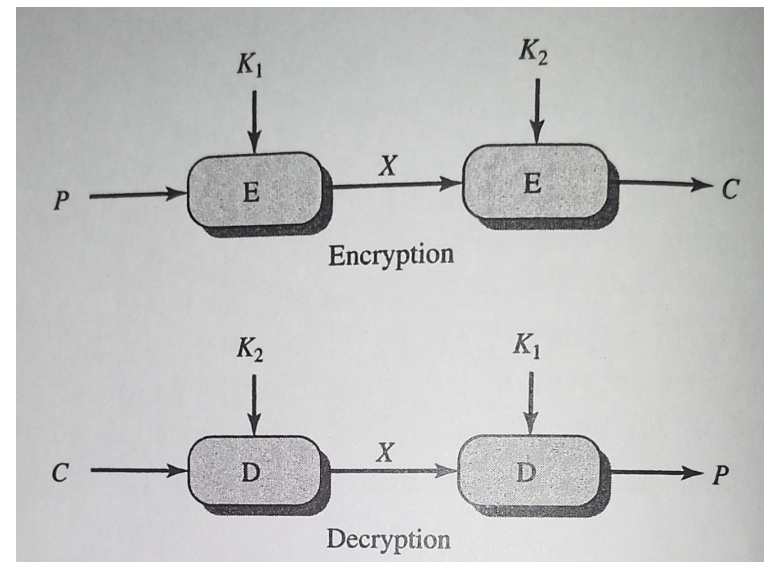 K₁ K₂
P E X E C
Encryption
K₂ K₁
C D X D P
Decryption